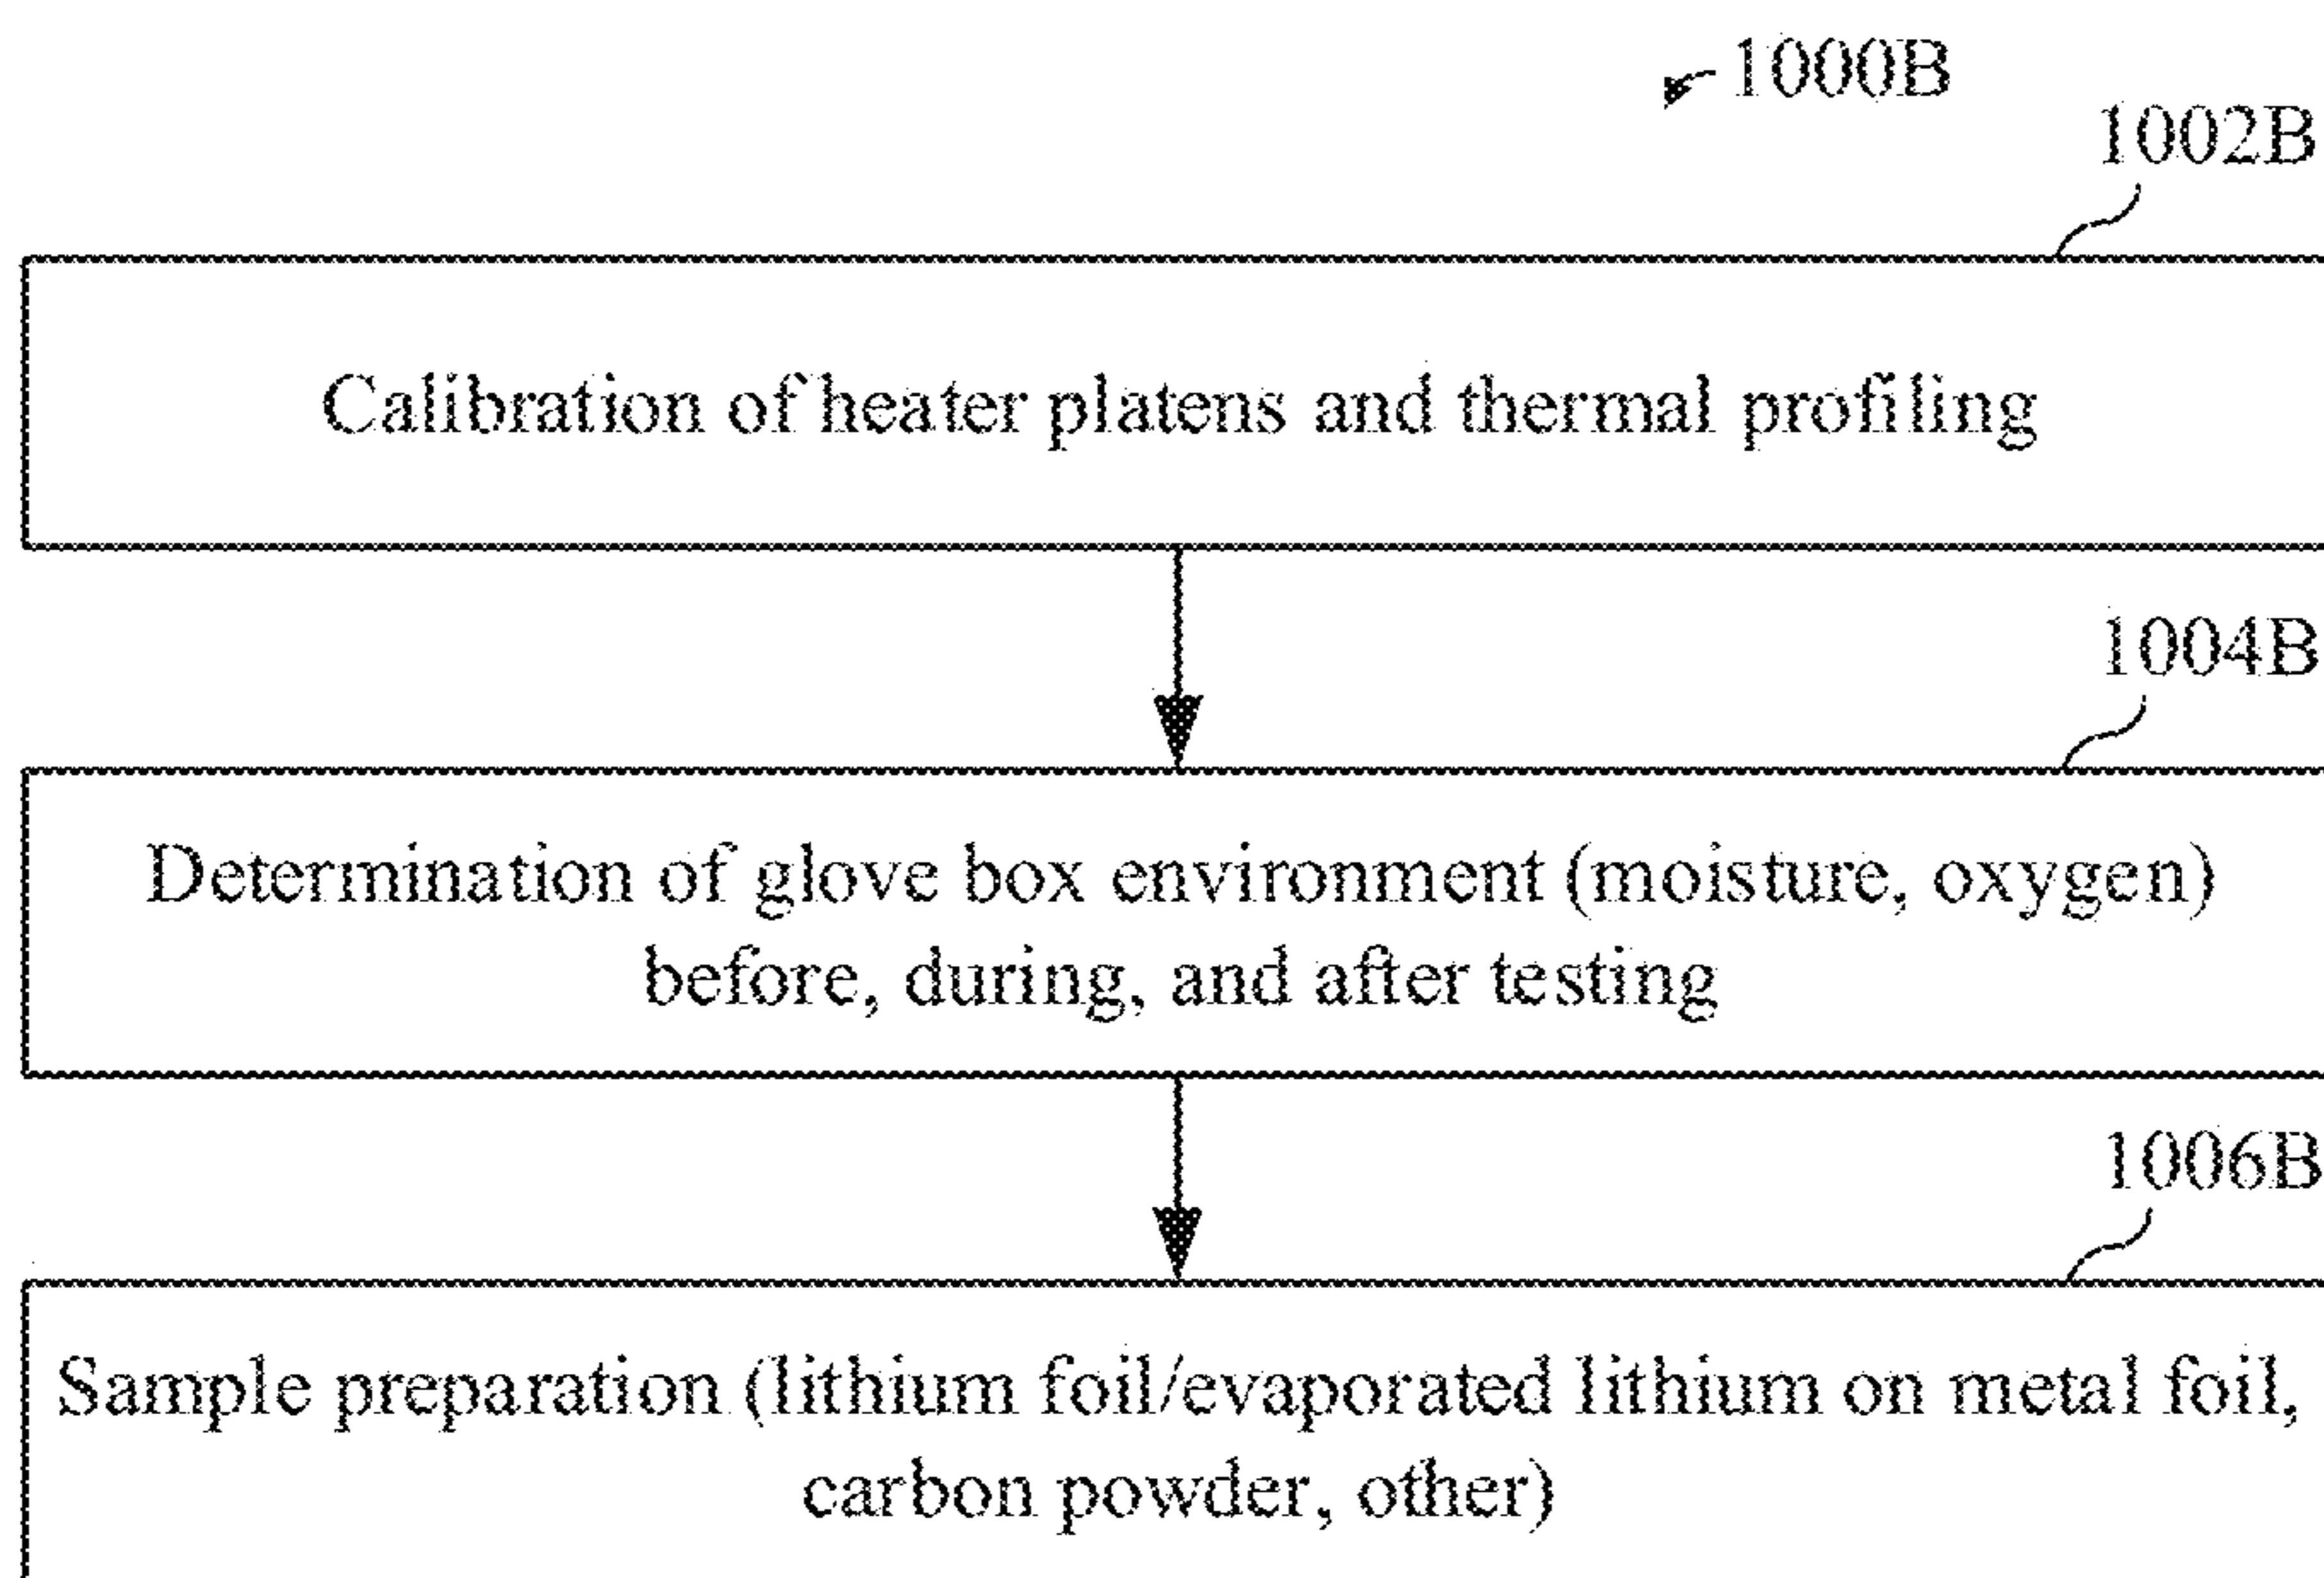 1000B
1002B
Calibration of heater platens and thermal profiling
1004B
Determination of glove box environment (moisture, oxygen)
before, during, and after testing
1006B
Sample preparation (lithium foil/evaporated lithium on metal foil,
carbon powder, other)